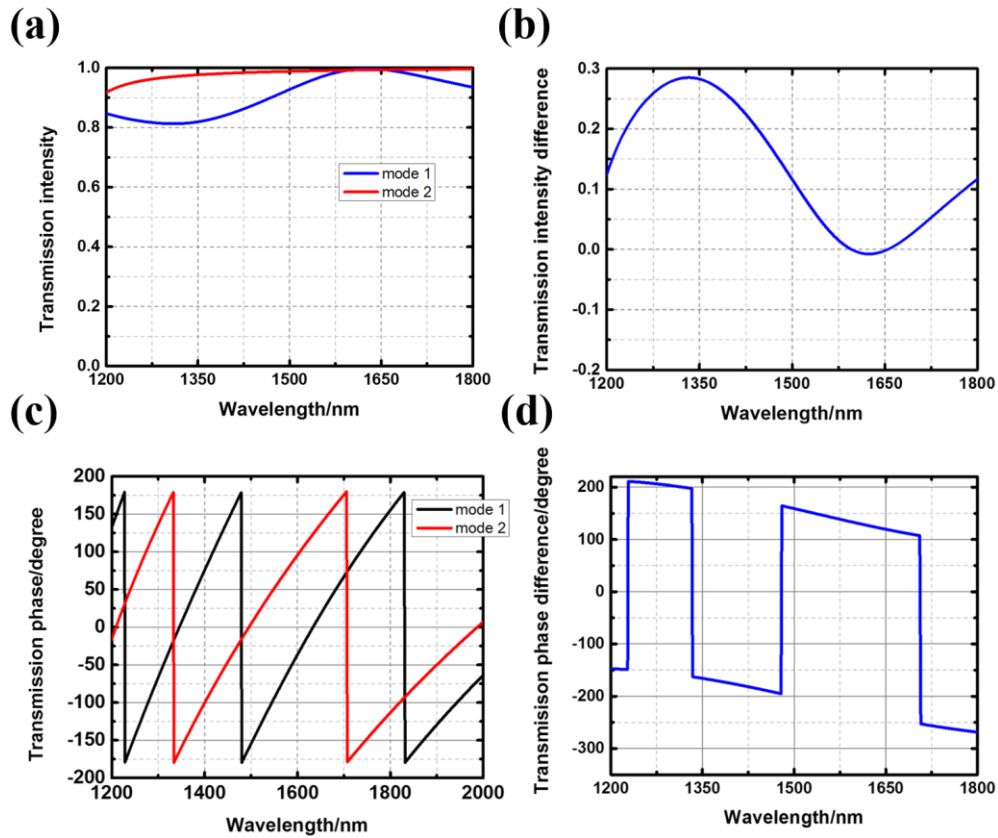 (a)
1.0
0.8
0.6
0.4
0.2
0.0
Transmission intensity
mode 1
mode 2
1200
1350
1500
1650
1800
Wavelength/nm
(b)
0.3
0.2
0.1
0.0
-0.1
-0.2
Transmission intensity difference
1200
1350
1500
1650
1800
Wavelength/nm
(c)
200
150
100
50
0
-50
-100
-150
-200
Transmission phase/degree
mode 1
mode 2
1200
1400
1600
1800
2000
Wavelength/nm
(d)
200
100
0
-100
-200
-300
Transmisison phase difference/degree
1200
1350
1500
1650
1800
Wavelength/nm